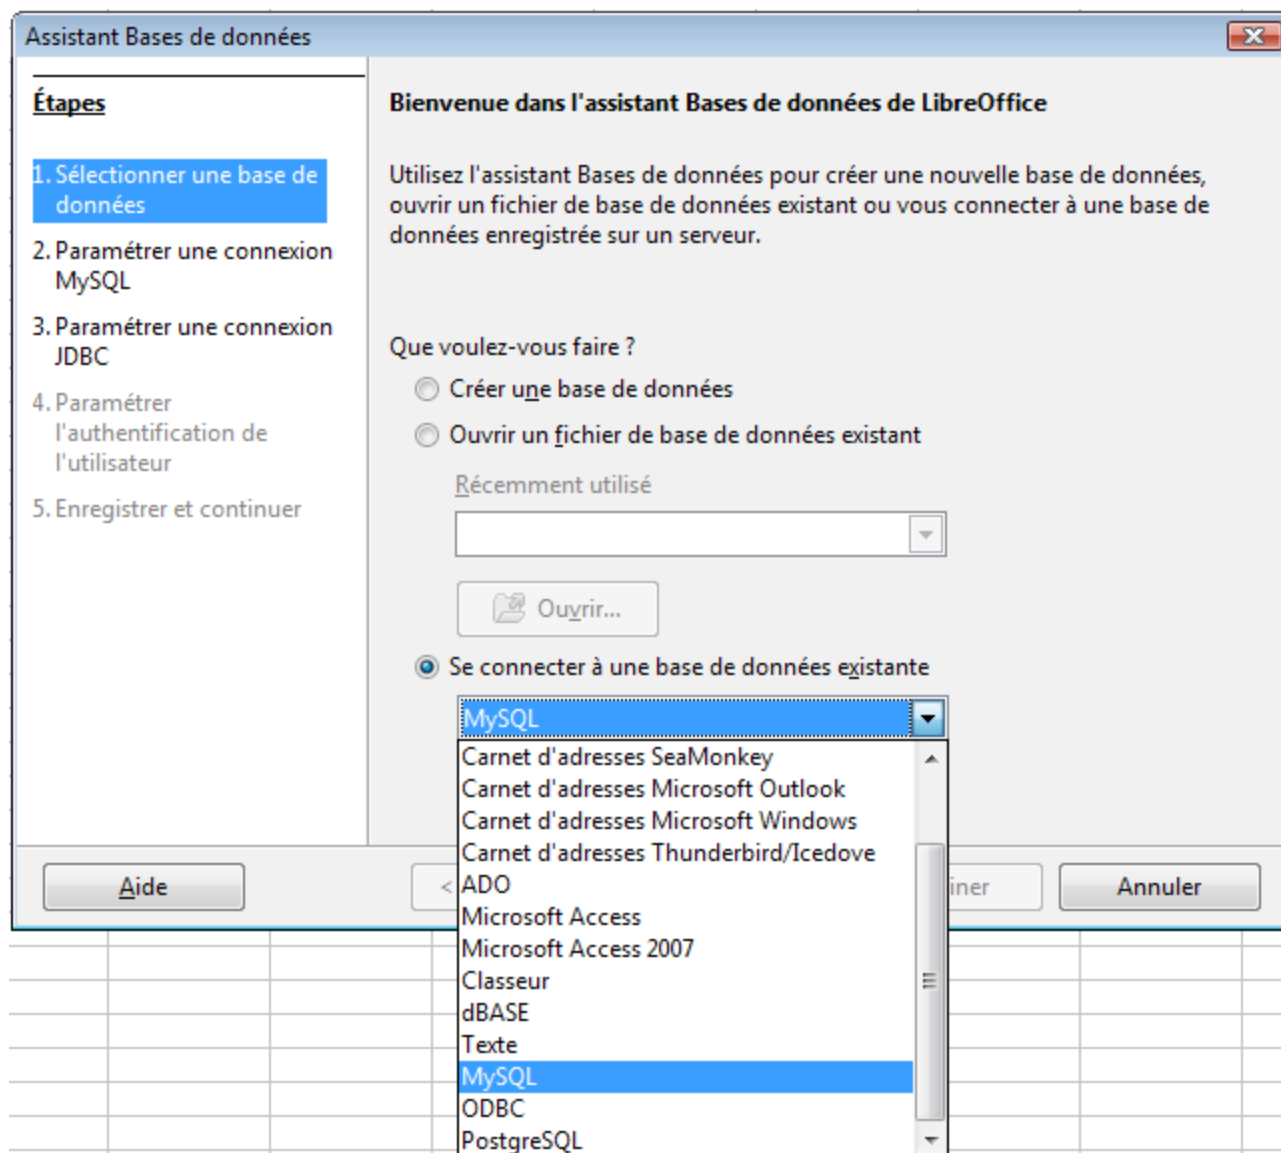 Assistant Bases de données
Étapes
1. Sélectionner une base de
données
2. Paramétrer une connexion
MySQL
3. Paramétrer une connexion
JDBC
4. Paramétrer
l'authentification de
l'utilisateur
5. Enregistrer et continuer
Bienvenue dans l'assistant Bases de données de LibreOffice
Utilisez l'assistant Bases de données pour créer une nouvelle base de données,
ouvrir un fichier de base de données existant ou vous connecter à une base de
données enregistrée sur un serveur.
Que voulez-vous faire ?
Créer une base de données
Ouvrir un fichier de base de données existant
Récemment utilisé
Ouvrir...
Se connecter à une base de données existante
MySQL
Carnet d'adresses SeaMonkey
Carnet d'adresses Microsoft Outlook
Carnet d'adresses Microsoft Windows
Carnet d'adresses Thunderbird/Icedove
ADO
Microsoft Access
Microsoft Access 2007
Classeur
dBASE
Texte
MySQL
ODBC
PostgreSQL
Aide
<
iner
Annuler